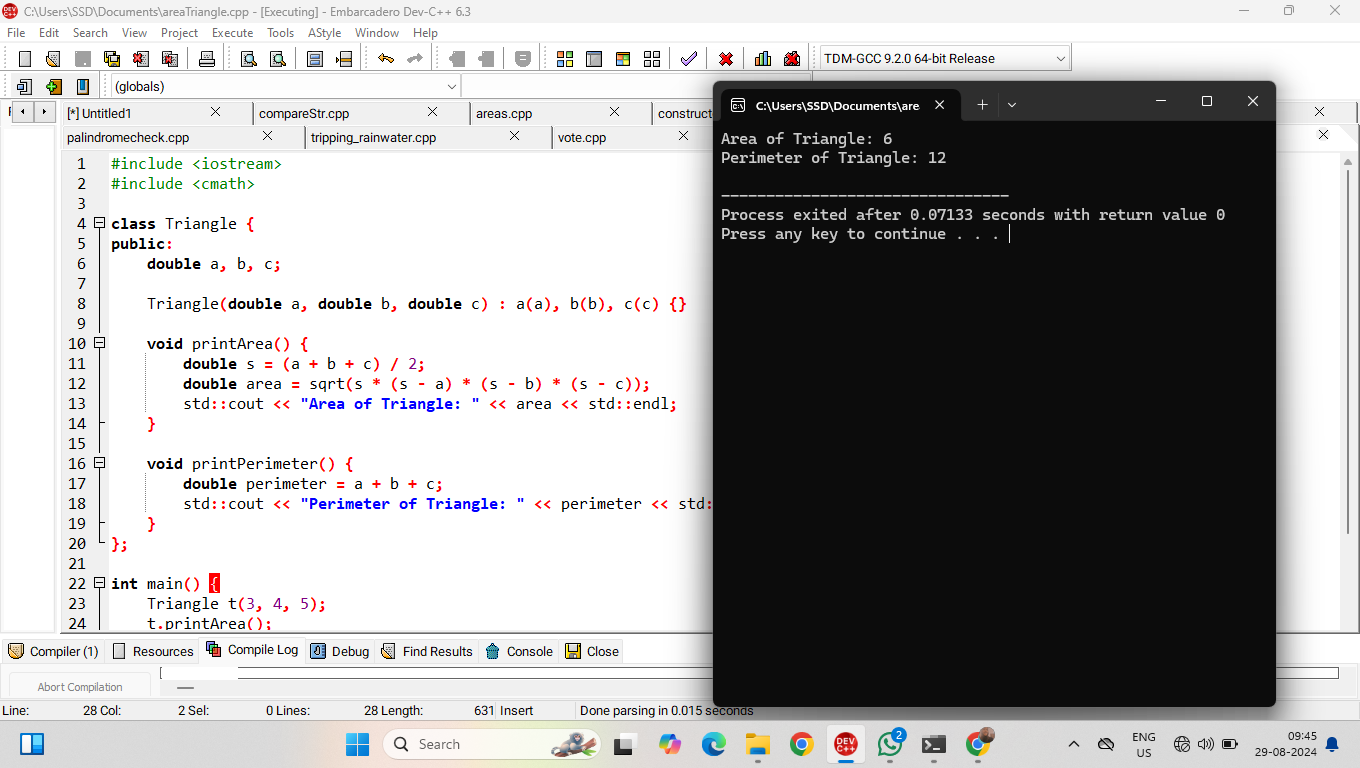 C:\Users\SSD\Documents\areaTriangle.cpp - [Executing] - Embarcadero Dev-C++ 6.3
File Edit Search View Project Execute Tools AStyle Window Help
TDM-GCC 9.2.0 64-bit Release
(globals)
[*] Untitled1 compareStr.cpp areas.cpp construct
palindromecheck.cpp tripping_rainwater.cpp vote.cpp
1 #include <iostream>
2 #include <cmath>
3
4 class Triangle {
5 public:
6 double a, b, c;
7
8 Triangle(double a, double b, double c) : a(a), b(b), c(c) {}
9
10 void printArea() {
11 double s = (a + b + c) / 2;
12 double area = sqrt(s * (s - a) * (s - b) * (s - c));
13 std::cout << "Area of Triangle: " << area << std::endl;
14 }
15
16 void printPerimeter() {
17 double perimeter = a + b + c;
18 std::cout << "Perimeter of Triangle: " << perimeter << std:
19 }
20 };
21
22 int main() {
23 Triangle t(3, 4, 5);
24 t.printArea();
C:\Users\SSD\Documents\are
Area of Triangle: 6
Perimeter of Triangle: 12
--------------------------------
Process exited after 0.07133 seconds with return value 0
Press any key to continue . . .
Compiler (1) Resources Compile Log Debug Find Results Console Close
Abort Compilation
Line: 28 Col: 2 Sel: 0 Lines: 28 Length: 631 Insert Done parsing in 0.015 seconds
Search
DEV C++
2
ENG
US
09:45
29-08-2024